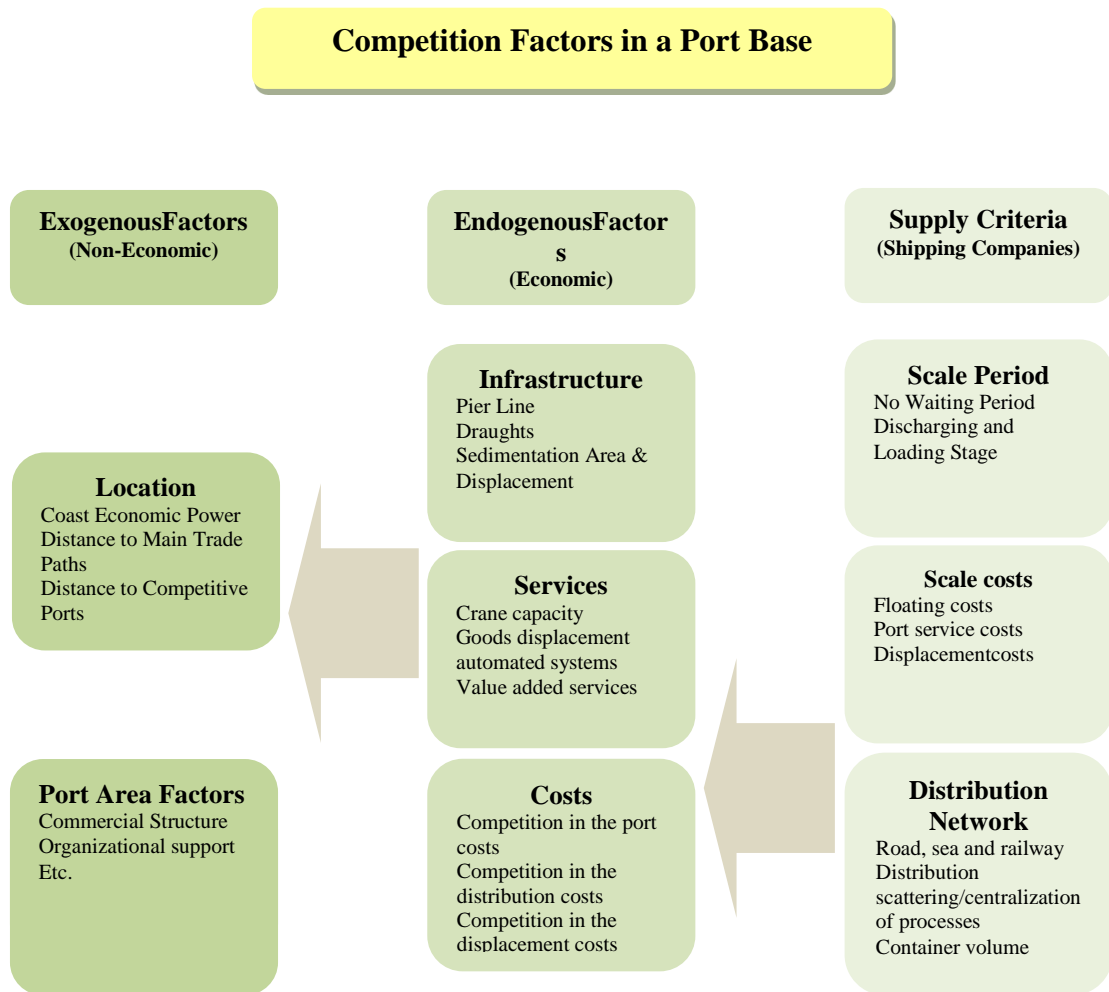 Competition Factors in a Port Base
ExogenousFactors
(Non-Economic)
Location
Coast Economic Power
Distance to Main Trade
Paths
Distance to Competitive
Ports
Port Area Factors
Commercial Structure
Organizational support
Etc.
EndogenousFactor
s
(Economic)
Infrastructure
Pier Line
Draughts
Sedimentation Area &
Displacement
Services
Crane capacity
Goods displacement
automated systems
Value added services
Costs
Competition in the port
costs
Competition in the
distribution costs
Competition in the
displacement costs
Supply Criteria
(Shipping Companies)
Scale Period
No Waiting Period
Discharging and
Loading Stage
Scale costs
Floating costs
Port service costs
Displacementcosts
Distribution
Network
Road, sea and railway
Distribution
scattering/centralization
of processes
Container volume